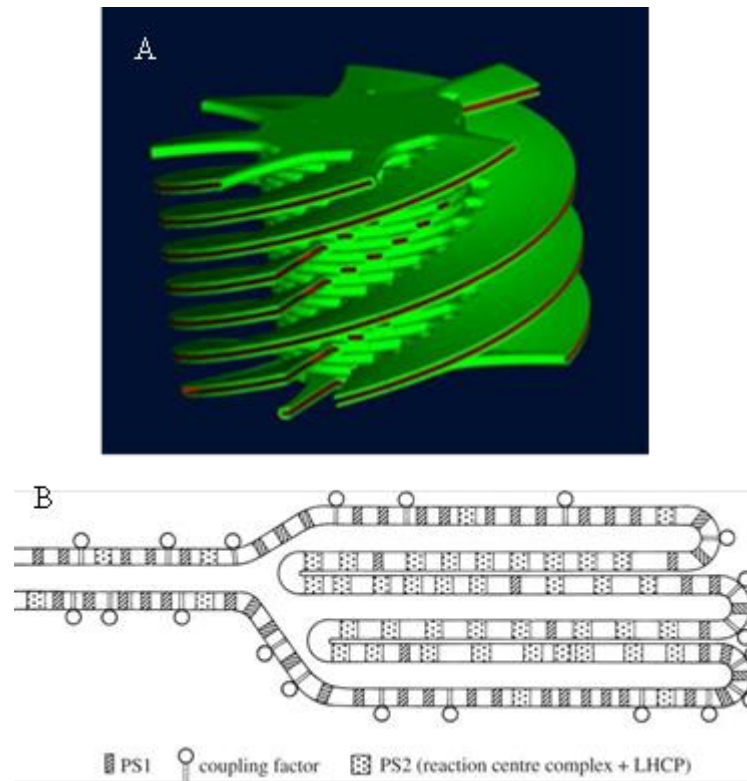 A
B
PS1 coupling factor PS2 (reaction centre complex + LHCP)